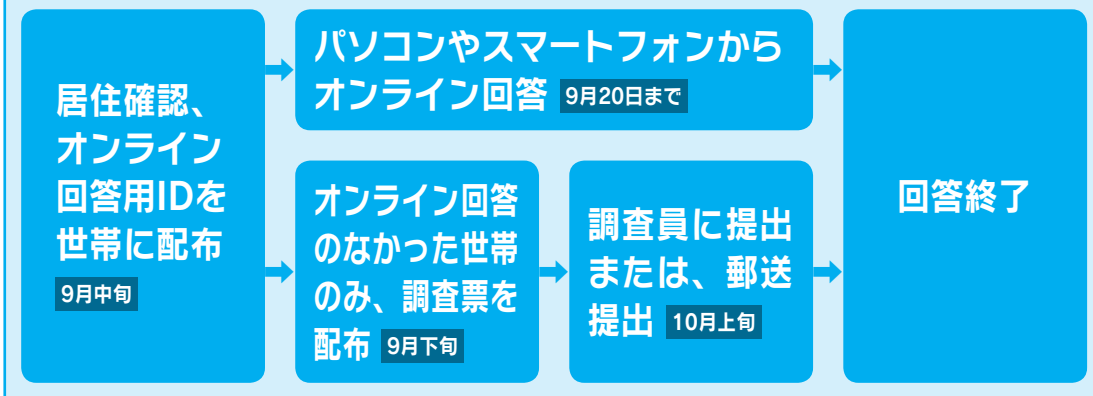 居住確認、
オンライン
回答用IDを
世帯に配布
9月中旬
パソコンやスマートフォンから
オンライン回答 9月20日まで
オンライン回答
のなかった世帯
のみ、調査票を
配布 9月下旬
調査員に提出
または、郵送
提出 10月上旬
回答終了